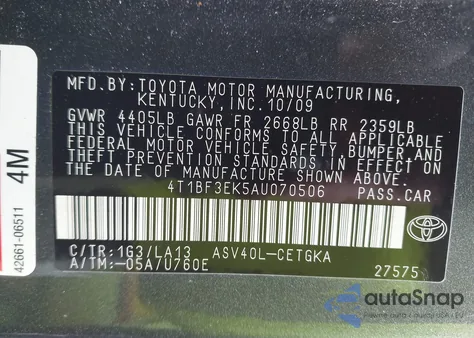 MFD.BY:TOYOTA MOTOR MANUFACTURING,
KENTUCKY,INC.10/09
GVWR 4405LB GAWR FR 2668LB RR 2359LB
THIS VEHICLE CONFORMS TO ALL APPLICABLE
FEDERAL MOTOR VEHICLE SAFETY,BUMPER,AND
THEFT PREVENTION STANDARDS IN EFFECT ON
THE DATE OF MANUFACTURE SHOWN ABOVE.
4T1BF3EK5AU070506 PASS.CAR
C/TR:1G3/LA13 ASV40L-CETGKA
A/TM:-05A/U760E
27575
TOYOTA
42661-06511
4M
autoSnap